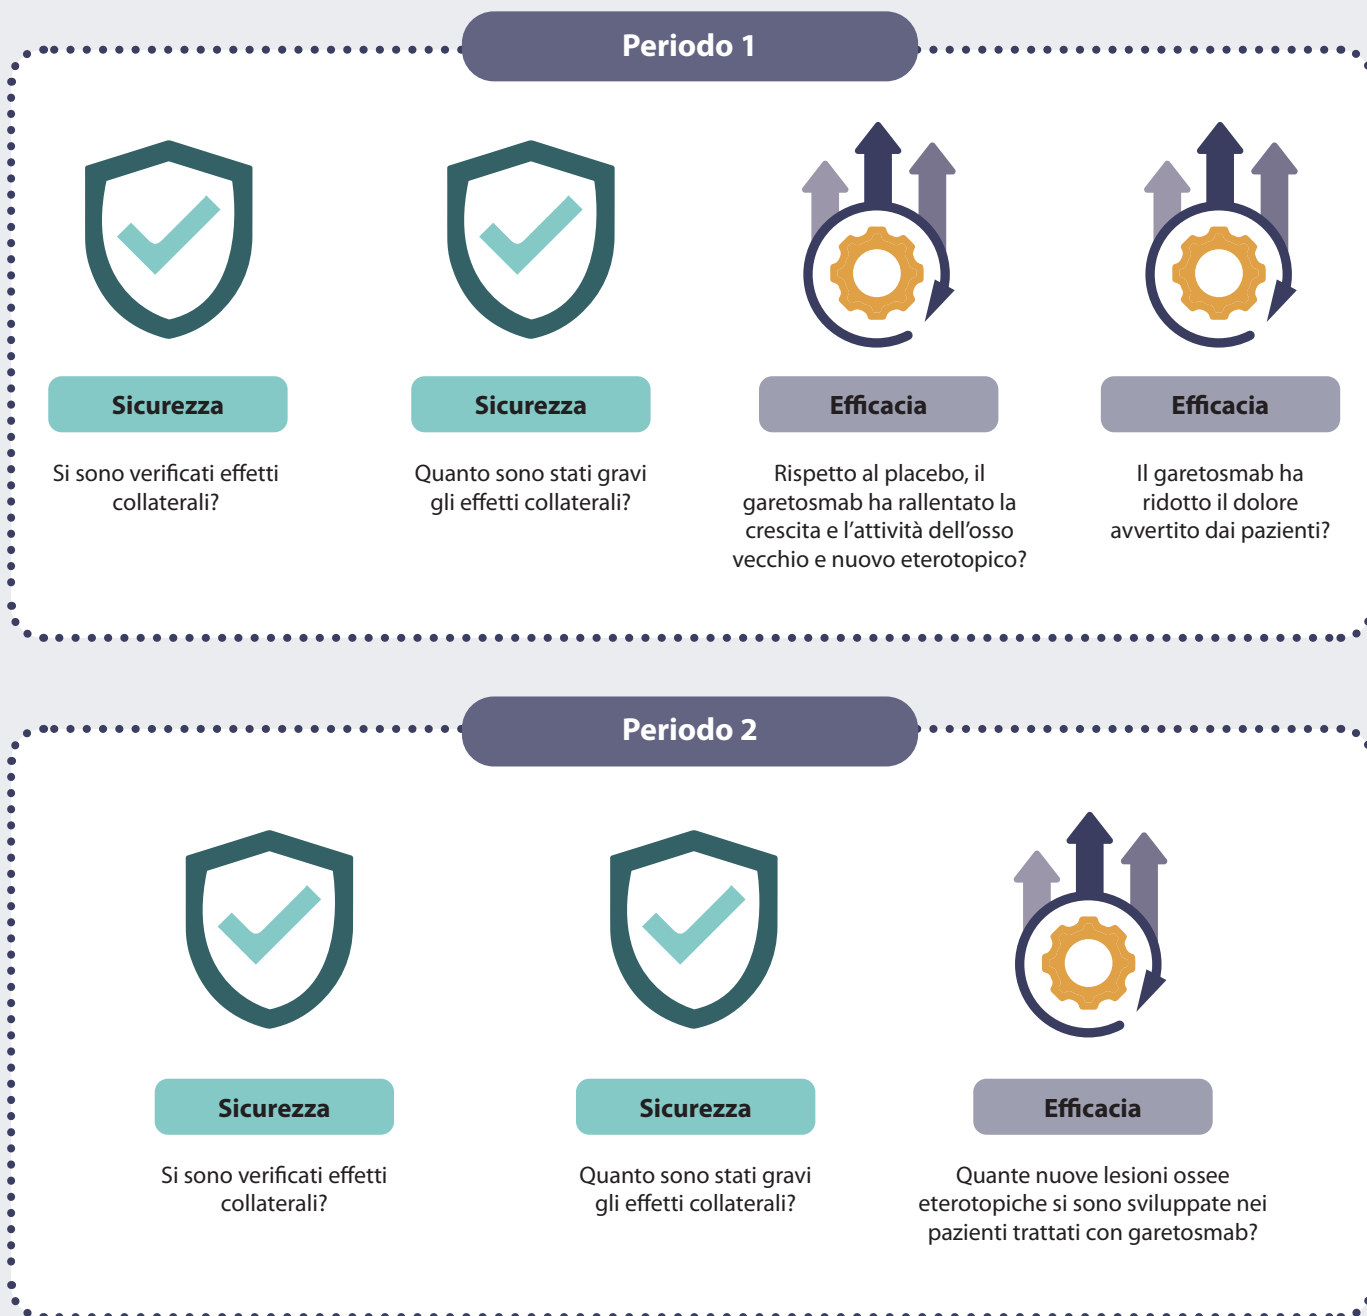 Periodo 1
Sicurezza
Si sono verificati effetti
collaterali?
Sicurezza
Quanto sono stati gravi
gli effetti collaterali?
Efficacia
Rispetto al placebo, il
garetosmab ha rallentato la
crescita e l'attività dell'osso
vecchio e nuovo eterotopico?
Efficacia
Il garetosmab ha
ridotto il dolore
avvertito dai pazienti?
Periodo 2
Sicurezza
Si sono verificati effetti
collaterali?
Sicurezza
Quanto sono stati gravi
gli effetti collaterali?
Efficacia
Quante nuove lesioni ossee
eterotopiche si sono sviluppate nei
pazienti trattati con garetosmab?